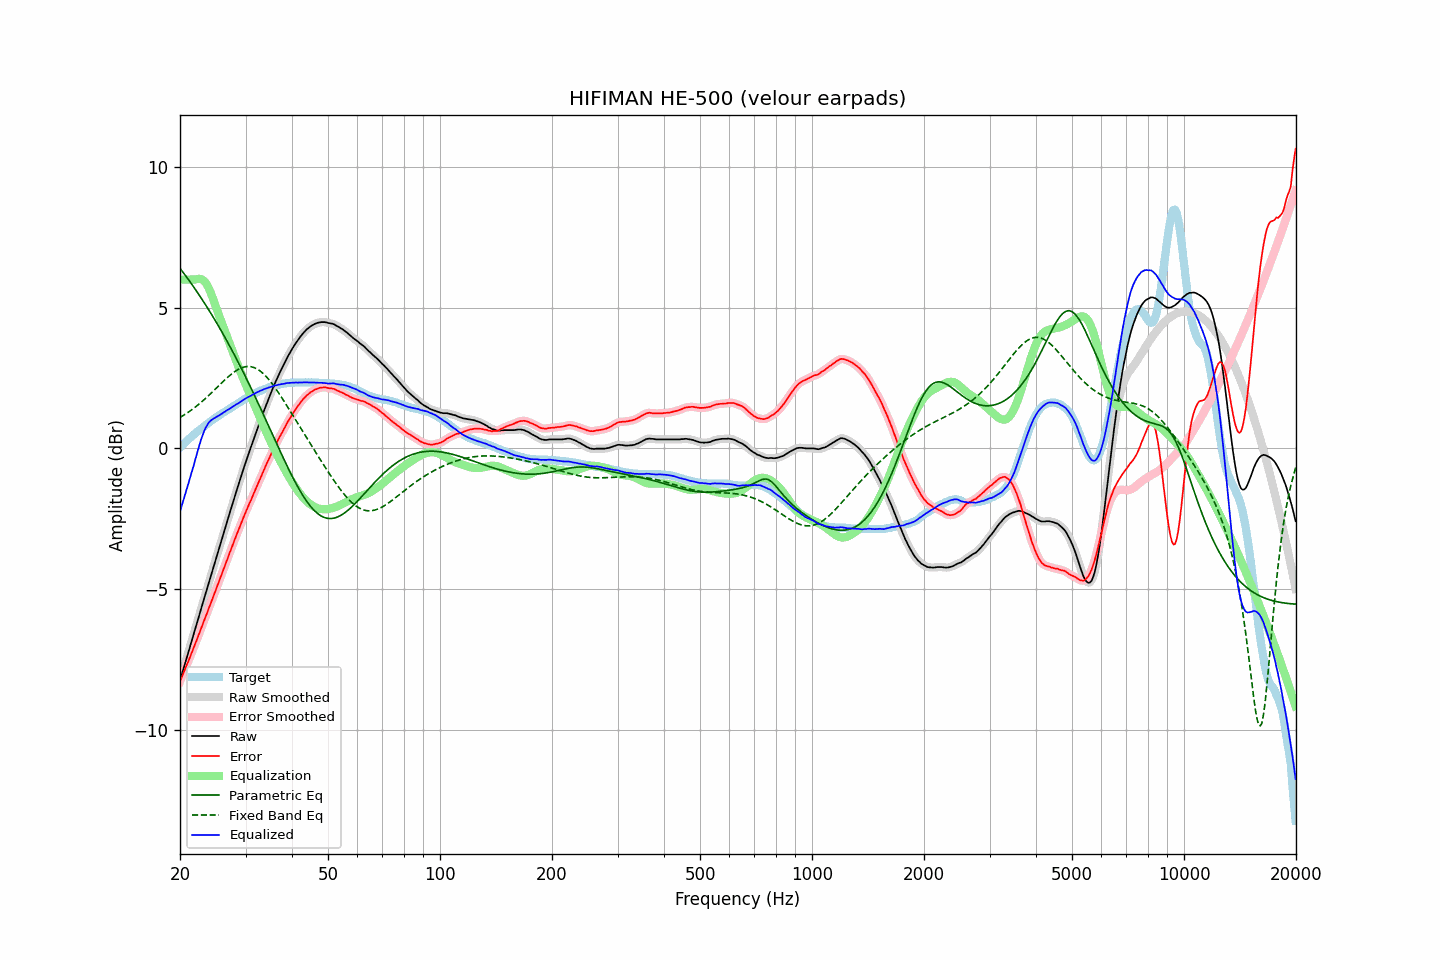 HIFIMAN HE-500 (velour earpads)
Amplitude (dBr)
10
5
0
−5
−10
Target
Raw Smoothed
Error Smoothed
Raw
Error
Equalization
Parametric Eq
Fixed Band Eq
Equalized
20 50 100 200 500 1000 2000 5000 10000 20000
Frequency (Hz)